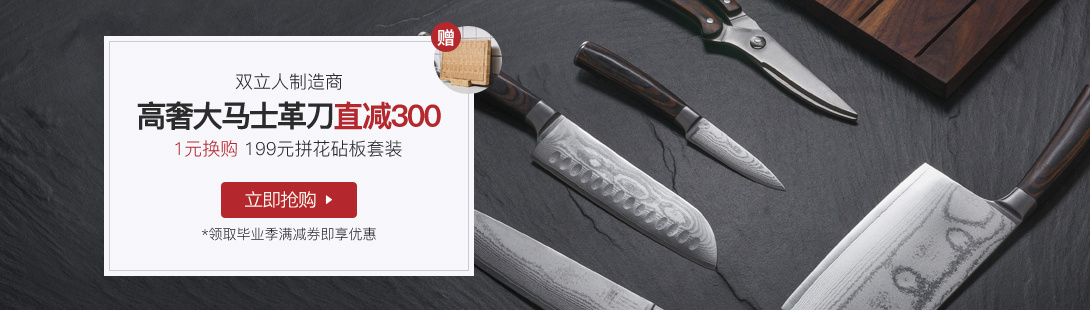 赠
双立人制造商
高奢大马士革刀直减300
1元换购 199元拼花砧板套装
立即抢购
*领取毕业季满减券即享优惠